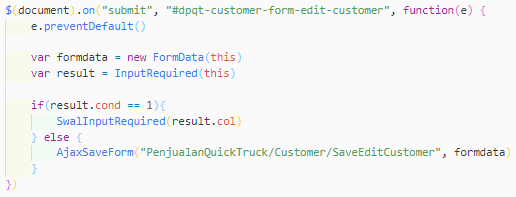 $(document).on("submit", "#dpqt-customer-form-edit-customer", function(e) {
e.preventDefault()
var formdata = new FormData(this)
var result = InputRequired(this)
if(result.cond == 1){
SwalInputRequired(result.col)
} else {
AjaxSaveForm("PenjualanQuickTruck/Customer/SaveEditCustomer", formdata)
}
})